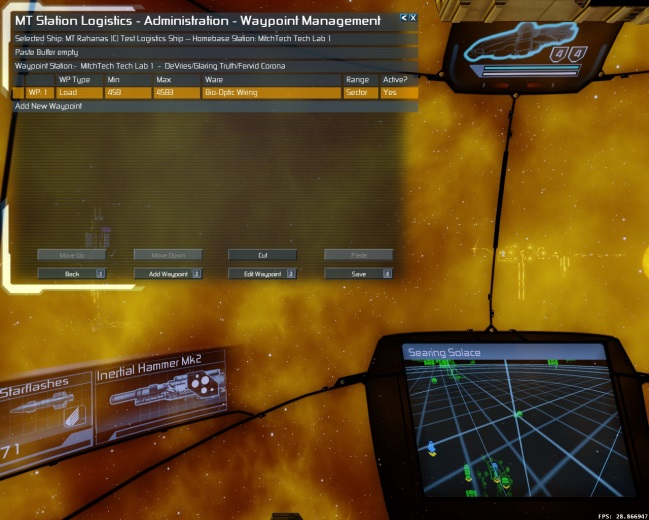 MT Station Logistics - Administration - Waypoint Management
Selected Ship: MT Rahanas (C) Test Logistics Ship -- Homebase Station: MitchTech Tech Lab 1
Paste Buffer empty
Waypoint Station:- MitchTech Tech Lab 1 - DeVries/Glaring Truth/Fervid Corona
WP Type Min Max Ware Range Active?
WP: 1 Load 458 4583 Bio-Optic Wiring Sector Yes
Add New Waypoint
Move Up Move Down Cut Paste
Back 1 Add Waypoint 2 Edit Waypoint 3 Save 4
4 4
Searing Solace
Starflashes
71
Inertial Hammer Mk2
FPS: 28.866947